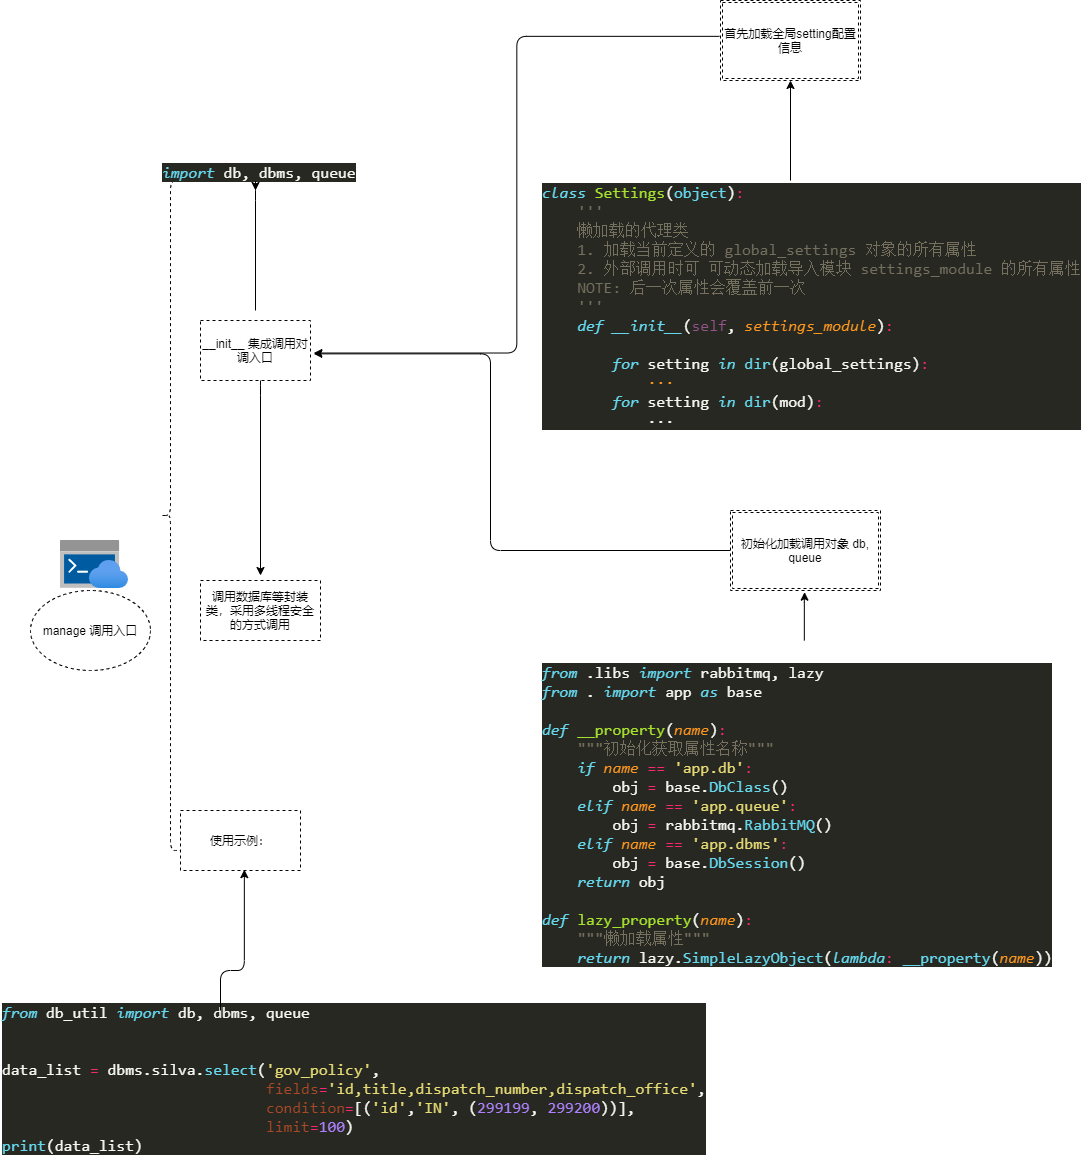 首先加载全局setting配置
信息
import db, dbms, queue
class Settings(object):
'''
懒加载的代理类
1. 加载当前定义的 global_settings 对象的所有属性
2. 外部调用时可 可动态加载导入模块 settings_module 的所有属性
NOTE: 后一次属性会覆盖前一次
'''
def __init__(self, settings_module):
for setting in dir(global_settings):
...
for setting in dir(mod):
...
__init__ 集成调用对
调入口
初始化加载调用对象 db,
queue
调用数据库等封装
类，采用多线程安全
的方式调用
manage 调用入口
from .libs import rabbitmq, lazy
from . import app as base
def __property(name):
"""初始化获取属性名称"""
if name == 'app.db':
obj = base.DbClass()
elif name == 'app.queue':
obj = rabbitmq.RabbitMQ()
elif name == 'app.dbms':
obj = base.DbSession()
return obj
def lazy_property(name):
"""懒加载属性"""
return lazy.SimpleLazyObject(lambda: __property(name))
使用示例：
from db_util import db, dbms, queue
data_list = dbms.silva.select('gov_policy',
fields='id,title,dispatch_number,dispatch_office',
condition=[('id','IN', (299199, 299200))],
limit=100)
print(data_list)